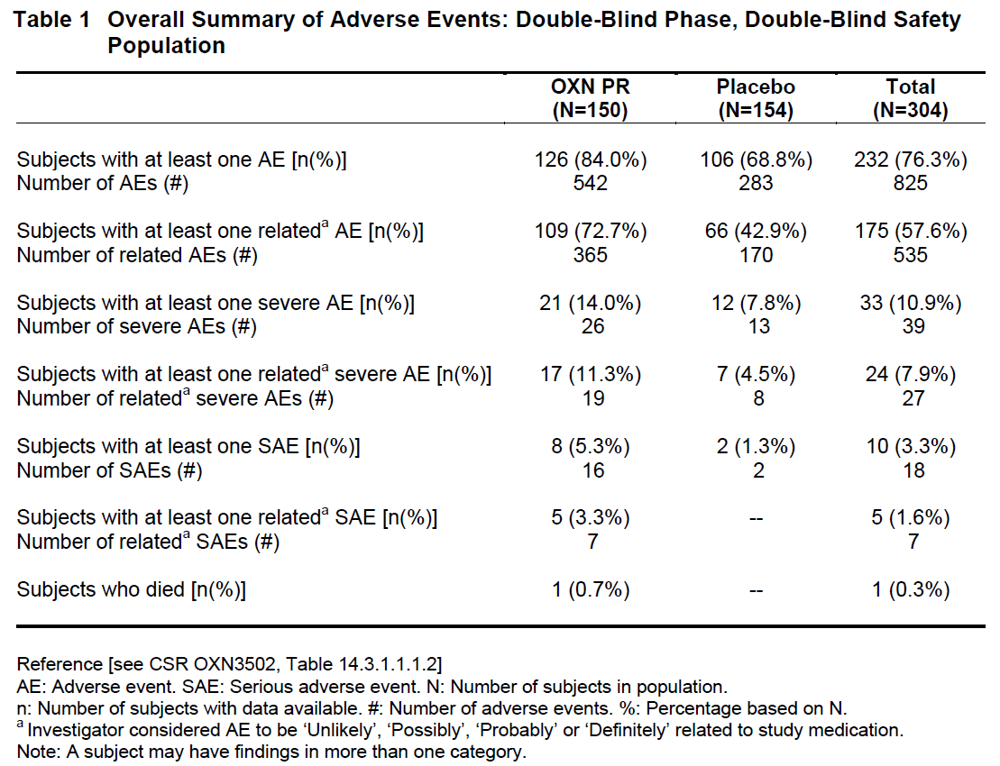 Table 1 Overall Summary of Adverse Events: Double-Blind Phase, Double-Blind Safety
Population
OXN PR Placebo Total
(N=150) (N=154) (N=304)
Subjects with at least one AE [n(%)] 126 (84.0%) 106 (68.8%) 232 (76.3%)
Number of AEs (#) 542 283 825
Subjects with at least one relatedᵃ AE [n(%)] 109 (72.7%) 66 (42.9%) 175 (57.6%)
Number of related AEs (#) 365 170 535
Subjects with at least one severe AE [n(%)] 21 (14.0%) 12 (7.8%) 33 (10.9%)
Number of severe AEs (#) 26 13 39
Subjects with at least one relatedᵃ severe AE [n(%)] 17 (11.3%) 7 (4.5%) 24 (7.9%)
Number of relatedᵃ severe AEs (#) 19 8 27
Subjects with at least one SAE [n(%)] 8 (5.3%) 2 (1.3%) 10 (3.3%)
Number of SAEs (#) 16 2 18
Subjects with at least one relatedᵃ SAE [n(%)] 5 (3.3%) -- 5 (1.6%)
Number of relatedᵃ SAEs (#) 7 7
Subjects who died [n(%)] 1 (0.7%) -- 1 (0.3%)
Reference [see CSR OXN3502, Table 14.3.1.1.1.2]
AE: Adverse event. SAE: Serious adverse event. N: Number of subjects in population.
n: Number of subjects with data available. #: Number of adverse events. %: Percentage based on N.
ᵃ Investigator considered AE to be ‘Unlikely’, ‘Possibly’, ‘Probably’ or ‘Definitely’ related to study medication.
Note: A subject may have findings in more than one category.